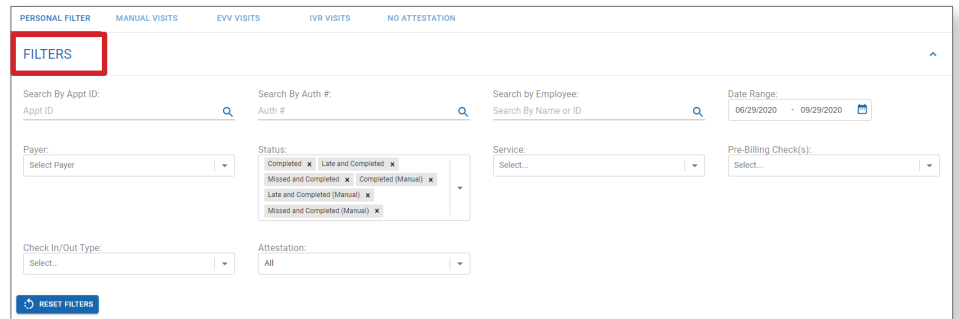 PERSONAL FILTER MANUAL VISITS EVV VISITS IVR VISITS NO ATTESTATION
FILTERS
Search By Appt ID: Search By Auth #: Search by Employee: Date Range:
Appt ID Auth # Search By Name or ID 06/29/2020 - 09/29/2020
Payer: Status: Service: Pre-Billing Check(s):
Select Payer Completed x Late and Completed x Select... Select...
Missed and Completed x Completed (Manual) x
Late and Completed (Manual) x
Missed and Completed (Manual) x
Check In/Out Type: Attestation:
Select... All
RESET FILTERS